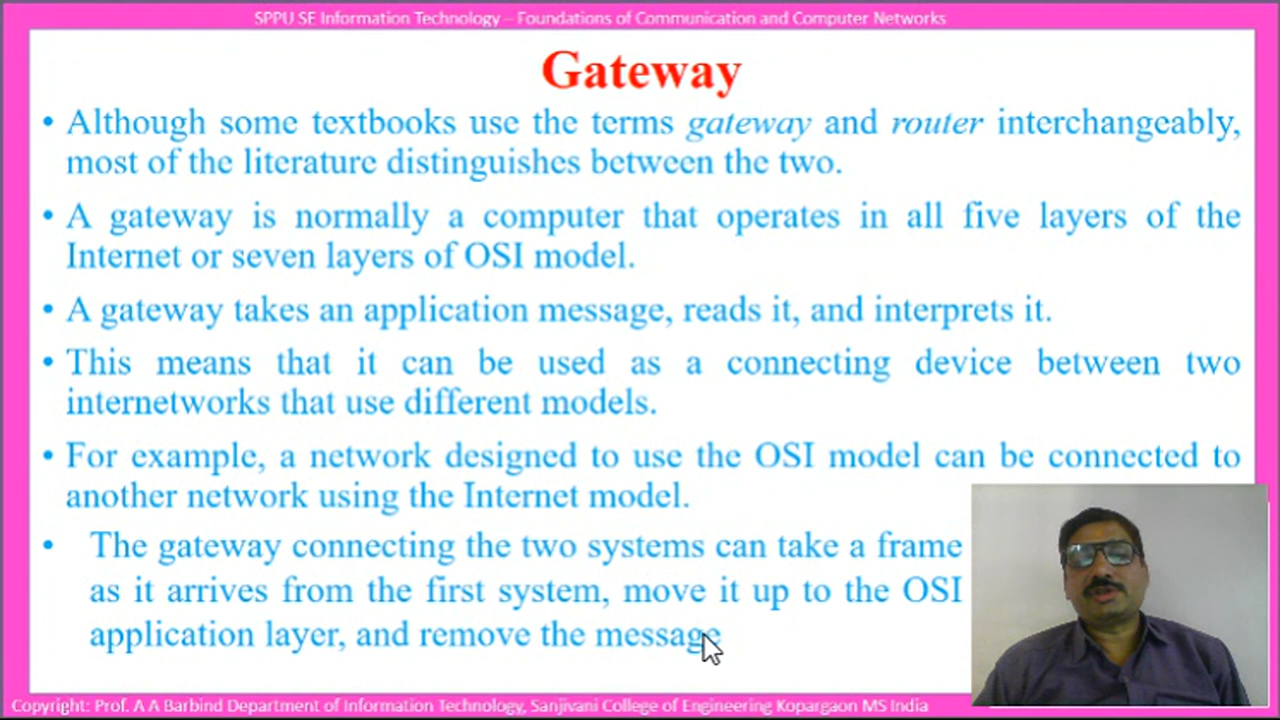 SPPU SE Information Technology – Foundations of Communication and Computer Networks
Gateway
• Although some textbooks use the terms gateway and router interchangeably,
most of the literature distinguishes between the two.
• A gateway is normally a computer that operates in all five layers of the
Internet or seven layers of OSI model.
• A gateway takes an application message, reads it, and interprets it.
• This means that it can be used as a connecting device between two
internetworks that use different models.
• For example, a network designed to use the OSI model can be connected to
another network using the Internet model.
• The gateway connecting the two systems can take a frame
as it arrives from the first system, move it up to the OSI
application layer, and remove the message
Copyright: Prof. A A Barbind Department of Information Technology, Sanjivani College of Engineering Kopargaon MS India